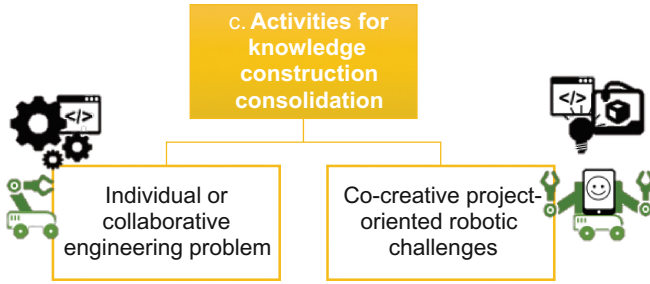 c. Activities for
knowledge
construction
consolidation
</>
</>
Individual or
collaborative
engineering problem
Co-creative project-
oriented robotic
challenges